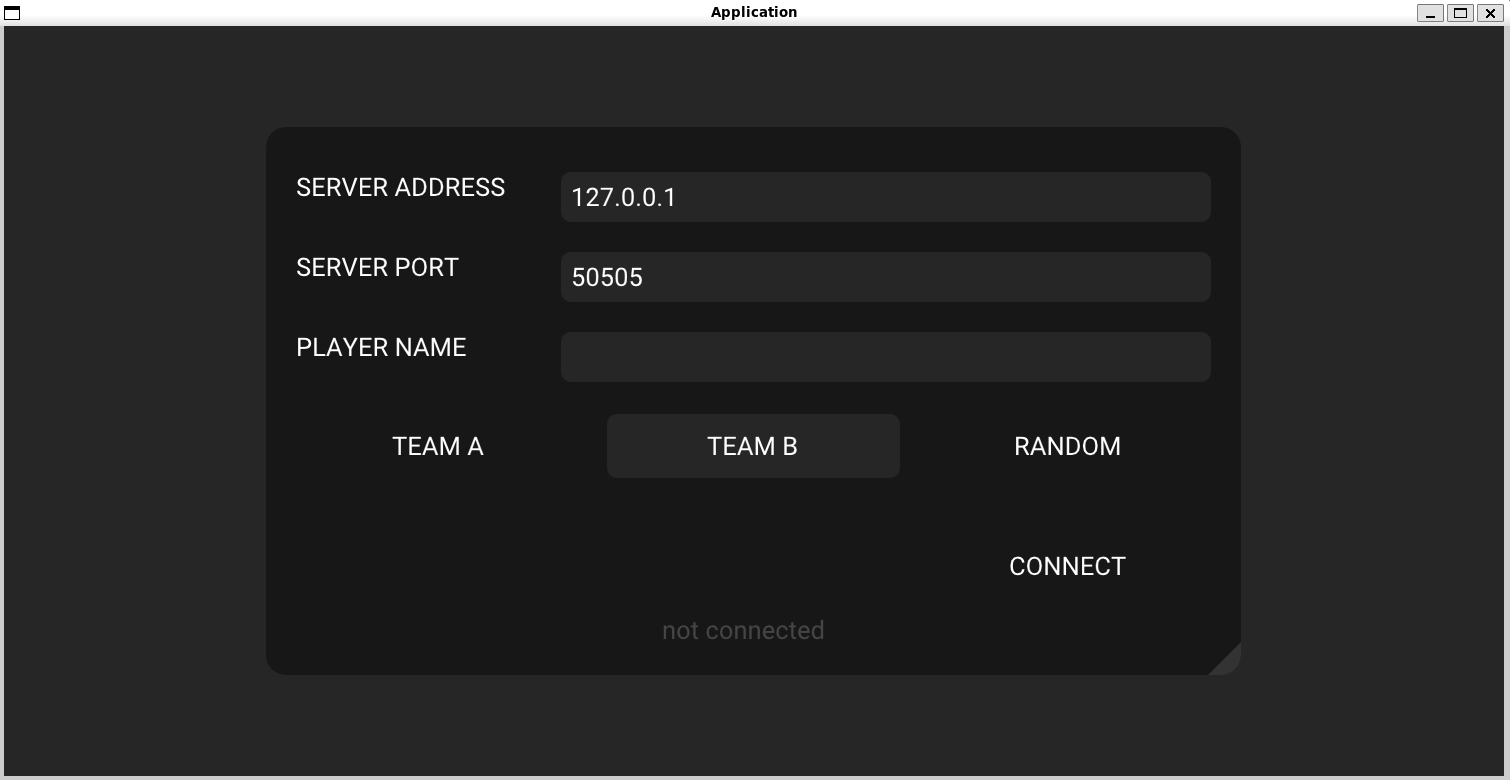 Application
SERVER ADDRESS
127.0.0.1
SERVER PORT
50505
PLAYER NAME
TEAM A
TEAM B
RANDOM
CONNECT
not connected